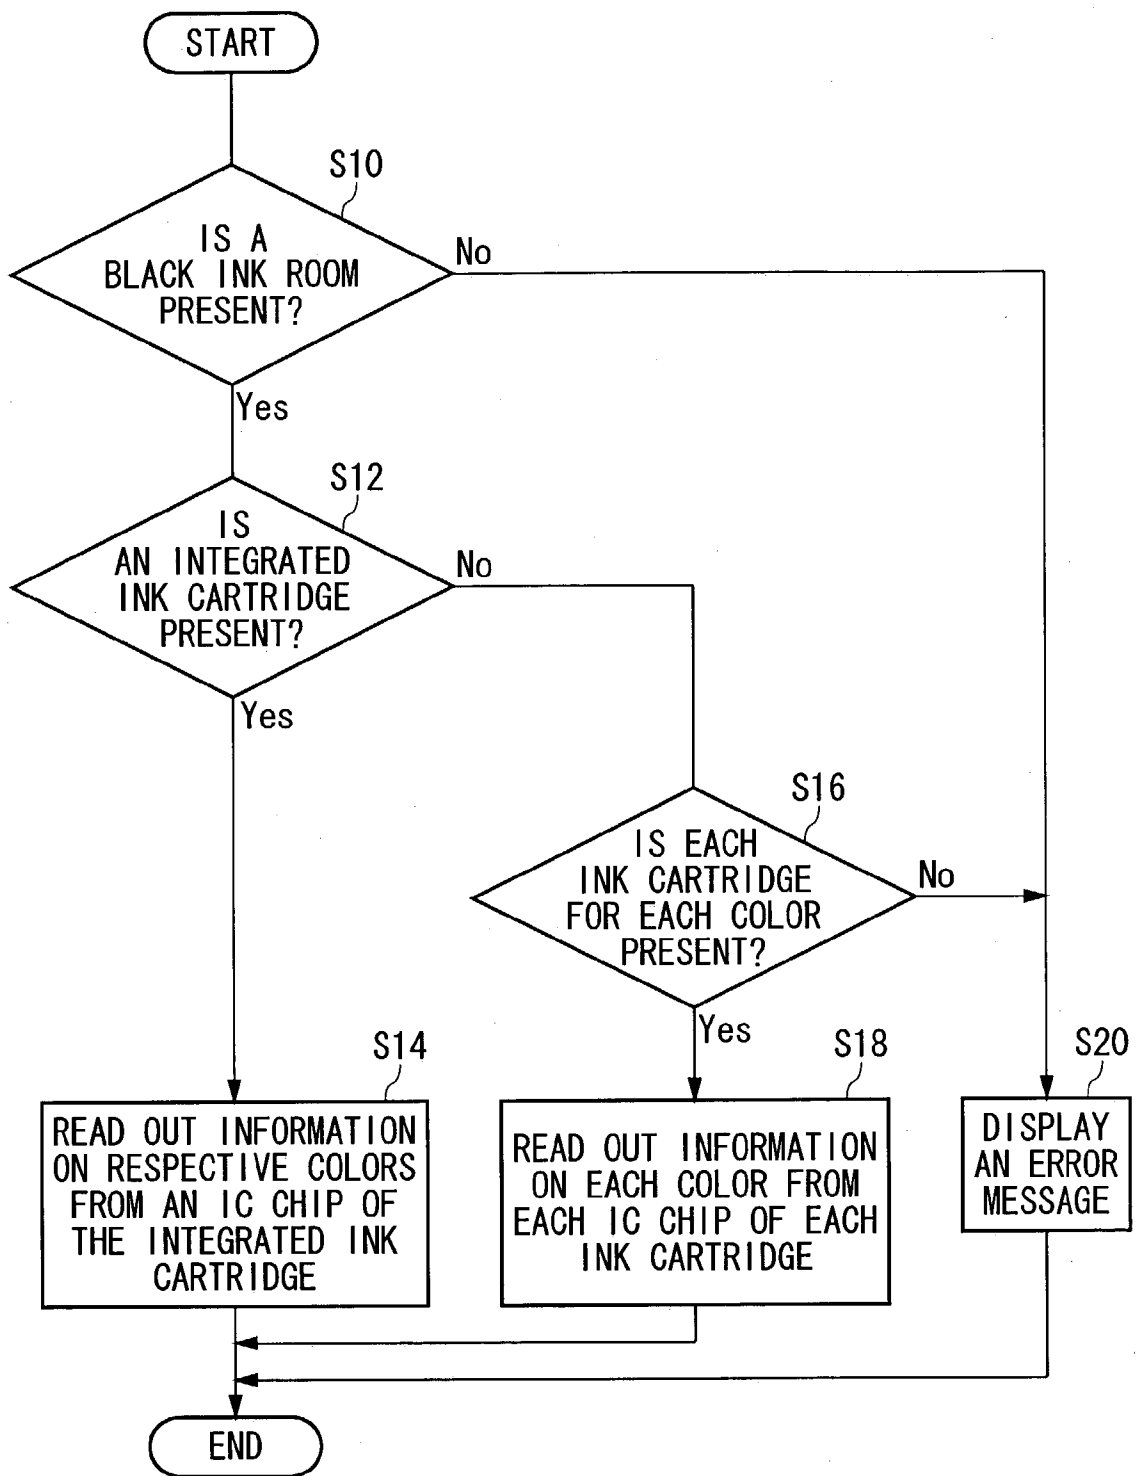 START
S10
IS A
BLACK INK ROOM
PRESENT?
No
Yes
S12
IS
AN INTEGRATED
INK CARTRIDGE
PRESENT?
No
Yes
S16
IS EACH
INK CARTRIDGE
FOR EACH COLOR
PRESENT?
No
Yes
S14
READ OUT INFORMATION
ON RESPECTIVE COLORS
FROM AN IC CHIP OF
THE INTEGRATED INK
CARTRIDGE
S18
READ OUT INFORMATION
ON EACH COLOR FROM
EACH IC CHIP OF EACH
INK CARTRIDGE
S20
DISPLAY
AN ERROR
MESSAGE
END